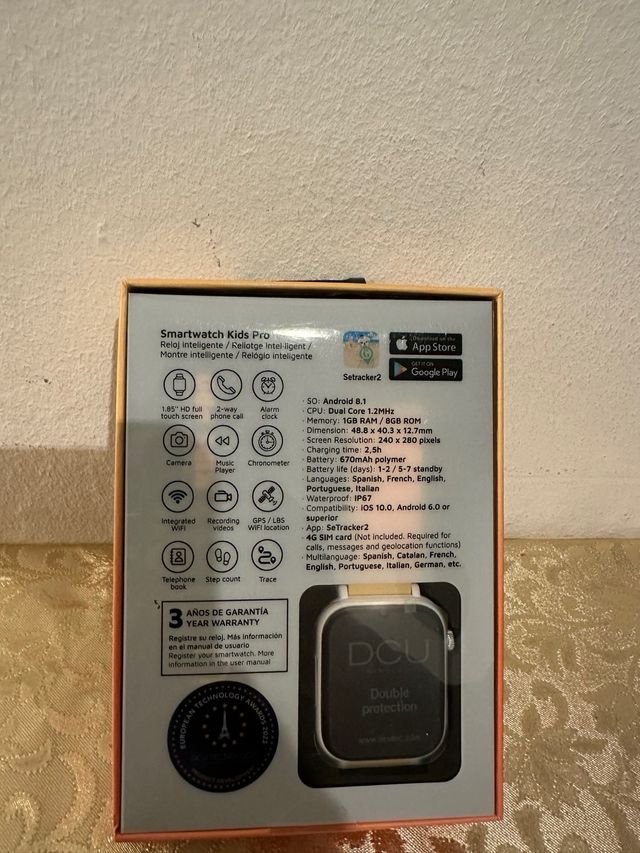 Smartwatch Kids Pro
Reloj inteligente / Rellotge Intel·ligent /
Montre intelligente / Relógio inteligente
Setracker2
Download on the
App Store
GET IT ON
Google Play
1.85'' HD full
touch screen
2-way
phone call
Alarm
clock
Camera
Music
Player
Chronometer
Integrated
WIFI
Recording
videos
GPS / LBS
WIFI location
Telephone
book
Step count
Trace
· SO: Android 8.1
· CPU: Dual Core 1.2MHz
· Memory: 1GB RAM / 8GB ROM
· Dimension: 48.8 x 40.3 x 12.7mm
· Screen Resolution: 240 x 280 pixels
· Charging time: 2,5h
· Battery: 670mAh polymer
· Battery life (days): 1-2 / 5-7 standby
· Languages: Spanish, French, English,
Portuguese, Italian
· Waterproof: IP67
· Compatibility: iOS 10.0, Android 6.0 or
superior
· App: SeTracker2
· 4G SIM card (Not included. Required for
calls, messages and geolocation functions)
· Multilanguage: Spanish, Catalan, French,
English, Portuguese, Italian, German, etc.
3 AÑOS DE GARANTÍA
YEAR WARRANTY
Registre su reloj. Más información
en el manual de usuario
Register your smartwatch. More
information in the user manual
EUROPEAN TECHNOLOGY AWARDS 2022
DCU
Double
protection